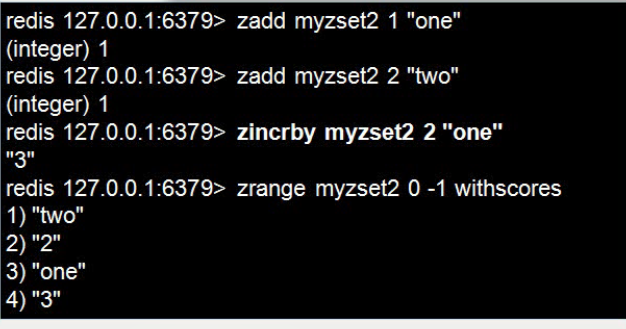 redis 127.0.0.1:6379> zadd myzset2 1 "one"
(integer) 1
redis 127.0.0.1:6379> zadd myzset2 2 "two"
(integer) 1
redis 127.0.0.1:6379> zincrby myzset2 2 "one"
"3"
redis 127.0.0.1:6379> zrange myzset2 0 -1 withscores
1) "two"
2) "2"
3) "one"
4) "3"